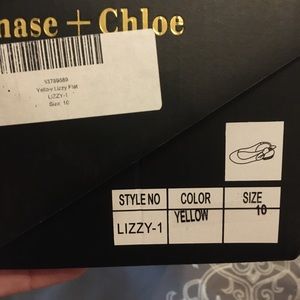 hase + Chloe
Yellow Lizzy Flat
LIZZY-1
Size: 10
STYLE NO COLOR SIZE
LIZZY-1 YELLOW 10